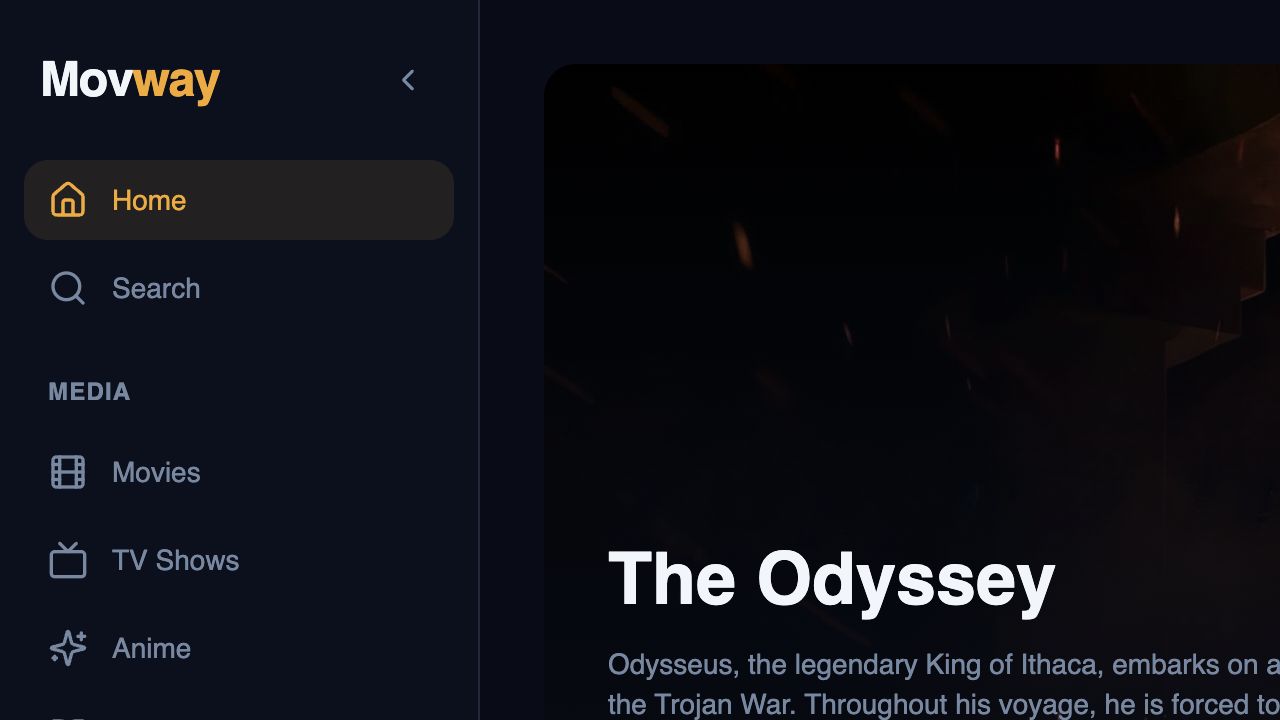 Movway
Home
Search
MEDIA
Movies
TV Shows
Anime
The Odyssey
Odysseus, the legendary King of Ithaca, embarks on a
the Trojan War. Throughout his voyage, he is forced to